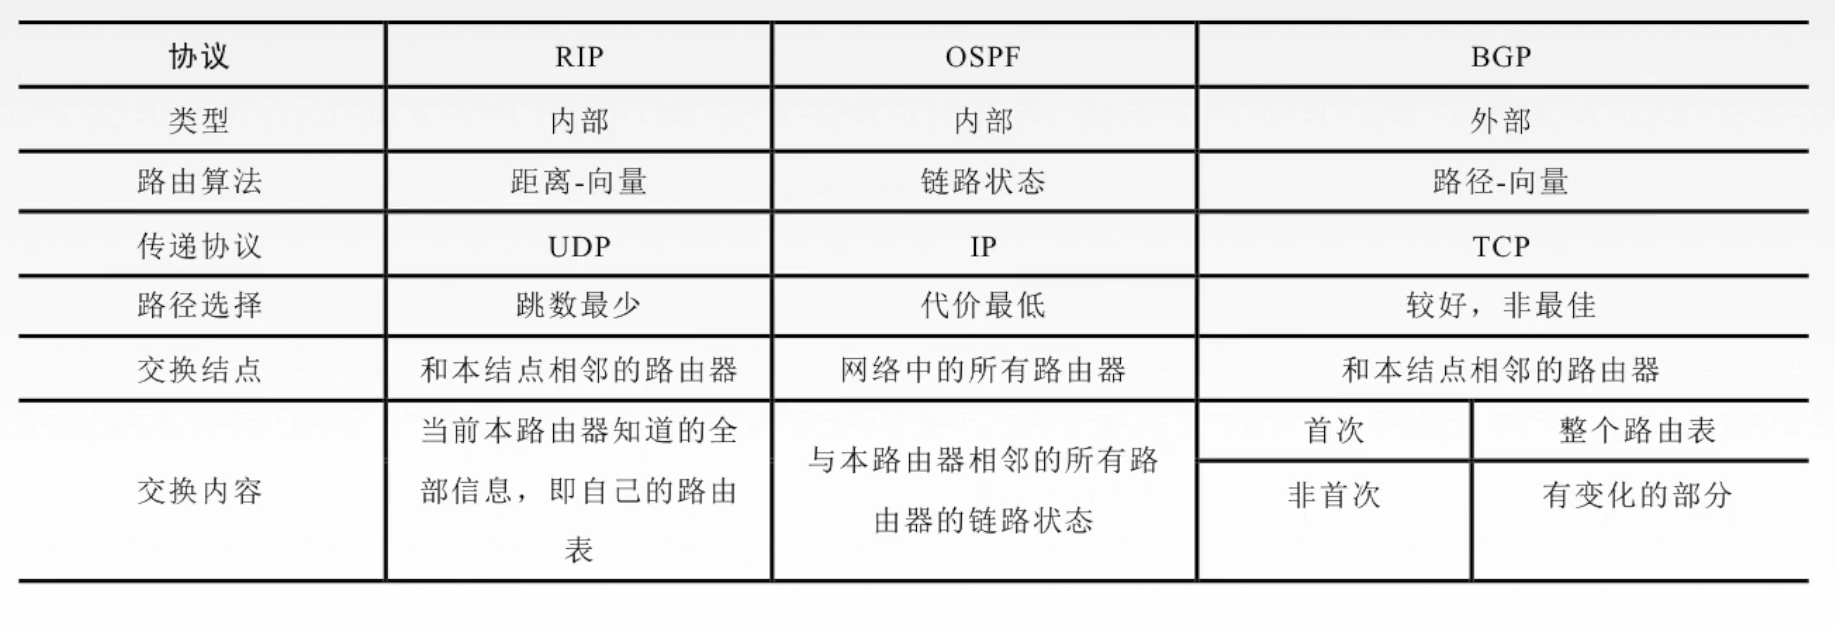 协议 RIP OSPF BGP
类型 内部 内部 外部
路由算法 距离-向量 链路状态 路径-向量
传递协议 UDP IP TCP
路径选择 跳数最少 代价最低 较好，非最佳
交换结点 和本结点相邻的路由器 网络中的所有路由器 和本结点相邻的路由器
交换内容
当前本路由器知道的全
部信息，即自己的路由
表
与本路由器相邻的所有路
由器的链路状态
首次 整个路由表
非首次 有变化的部分